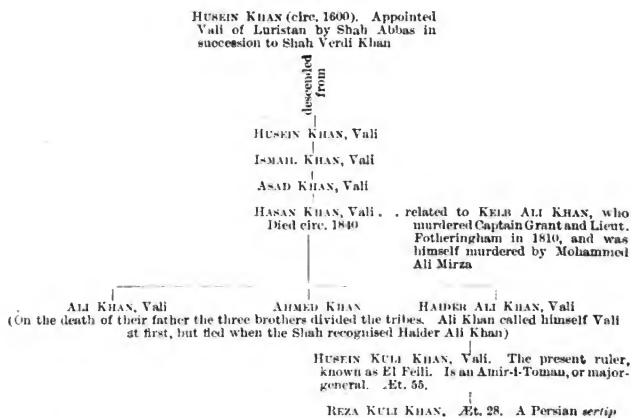 HUSEIN KHAN (circ. 1600). Appointed
Vali of Luristan by Shah Abbas in
succession to Shah Verdi Khan
descended
from
HUSEIN KHAN, Vali
ISMAIL KHAN, Vali
ASAD KHAN, Vali
HASAN KHAN, Vali . . related to KELB ALI KHAN, who
Died circ. 1840 murdered Captain Grant and Lieut.
Fotheringham in 1810, and was
himself murdered by Mohammed
Ali Mirza
ALI KHAN, Vali AHMED KHAN HAIDER ALI KHAN, Vali
(On the death of their father the three brothers divided the tribes. Ali Khan called himself Vali
at first, but fled when the Shah recognised Haider Ali Khan)
HUSEIN KULI KHAN, Vali. The present ruler,
known as El Feili. Is an Amir-i-Toman, or major-
general. Æt. 55.
REZA KULI KHAN, Æt. 28. A Persian sertip